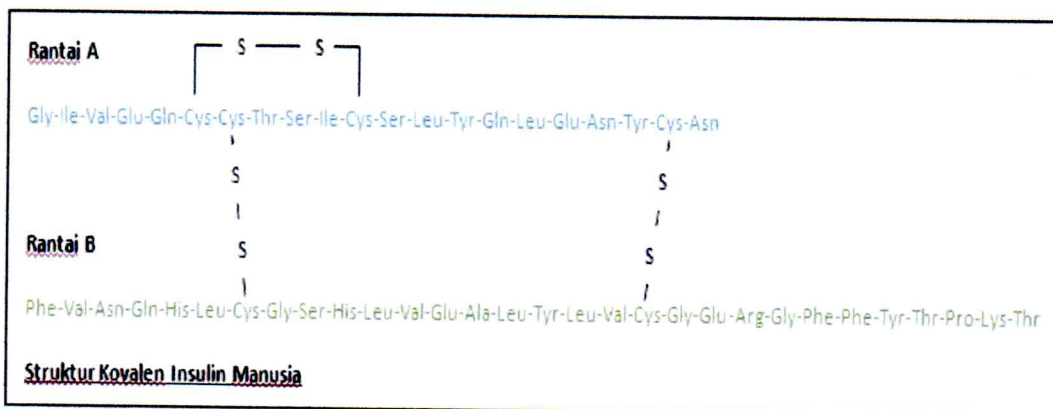 Rantai A
S S
Gly-Ile-Val-Glu-Gln-Cys-Cys-Thr-Ser-Ile-Cys-Ser-Leu-Tyr-Gln-Leu-Glu-Asn-Tyr-Cys-Asn
S S
Rantai B
S S
Phe-Val-Asn-Gln-His-Leu-Cys-Gly-Ser-His-Leu-Val-Glu-Ala-Leu-Tyr-Leu-Val-Cys-Gly-Glu-Arg-Gly-Phe-Phe-Tyr-Thr-Pro-Lys-Thr
Struktur Kovalen Insulin Manusia